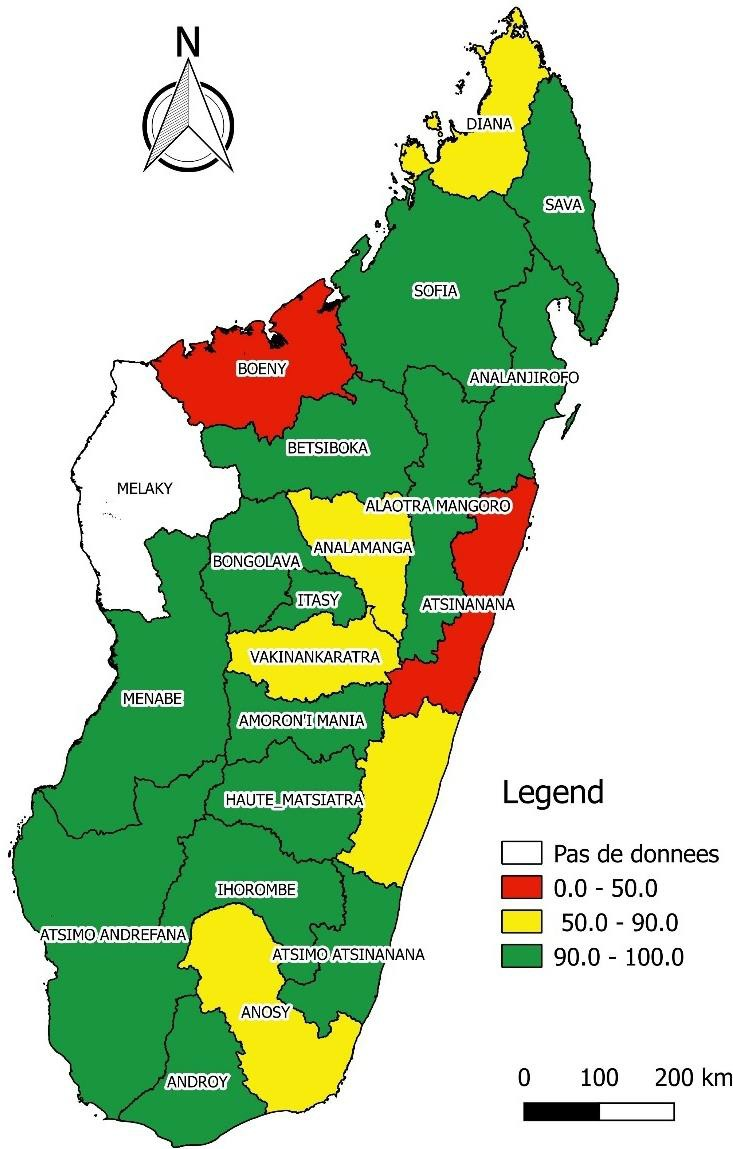 N
DIANA
SAVA
SOFIA
BOENY
ANALANJIROFO
BETSIBOKA
MELAKY
ALAOTRA MANGORO
ANALAMANGA
BONGOLAVA
ITASY
ATSINANANA
VAKINANKARATRA
MENABE
AMORON'I MANIA
HAUTE_MATSIATRA
IHOROMBE
ATSIMO ANDREFANA
ATSIMO ATSINANANA
ANOSY
ANDROY
Legend
Pas de donnees
0.0 - 50.0
50.0 - 90.0
90.0 - 100.0
0 100 200 km